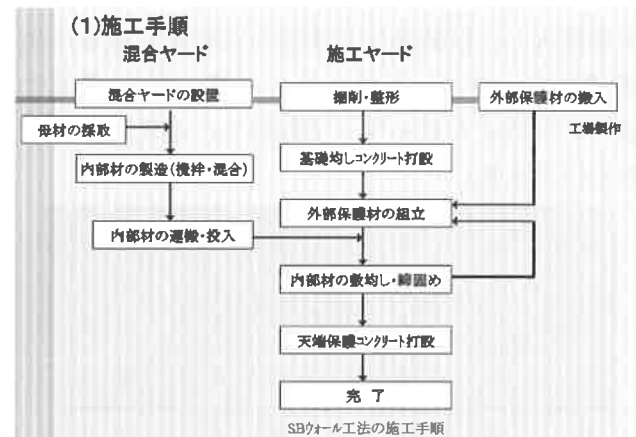 (1)施工手順
混合ヤード
施工ヤード
混合ヤードの設置
掘削・整形
外部保護材の搬入
母材の採取
工場製作
内部材の製造(攪拌・混合)
基礎均しコンクリート打設
外部保護材の組立
内部材の運搬・投入
内部材の敷均し・締固め
天端保護コンクリート打設
完 了
SBウォール工法の施工手順